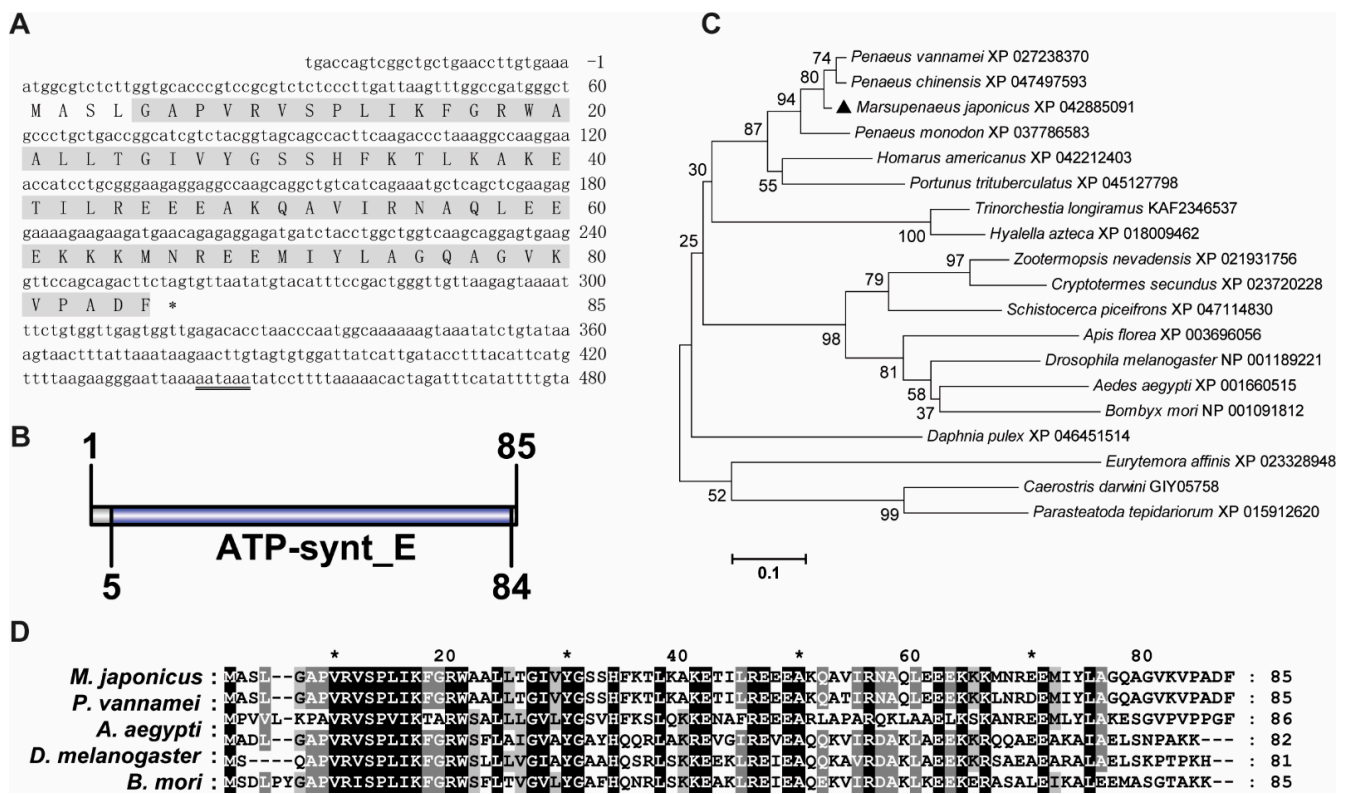 A
tgaccagtcggctgctgaaccttgtgaaa -1
atggcgtctcttggtgcacccgtccgcgtctctcccttgattaagtttggccgatgggct 60
M A S L G A P V R V S P L I K F G R W A 20
gccctgctgaccggcatcgtctacggtagcagccacttcaagaccctaaaggccaaggaa 120
A L L T G I V Y G S S H F K T L K A K E 40
accatcctgcgggaagaggaggccaagcaggctgtcatcagaaatgctcagctcgaagag 180
T I L R E E E A K Q A V I R N A Q L E E 60
gaaaagaagaagatgaacagagaggagatgatctacctggctggtcaagcaggagtgaag 240
E K K K M N R E E M I Y L A G Q A G V K 80
gttccagcagacttctagtgttaatatgtacatttccgactgggttgttaagagtaaaat 300
V P A D F * 85
ttctgtggttgagtggttgagacacctaacccaatggcaaaaaagtaaatatctgtataa 360
agtaactttattaaataagaacttgtagtgtggattatcattgatacctttacattcatg 420
ttttaagaagggaattaaaaataaatatccttttaaaaacactagatttcatattttgta 480
B
1 85
ATP-synt_E
5 84
C
74 Penaeus vannamei XP 027238370
80 Penaeus chinensis XP 047497593
94 ▲ Marsupenaeus japonicus XP 042885091
87 Penaeus monodon XP 037786583
Homarus americanus XP 042212403
30 55 Portunus trituberculatus XP 045127798
Trinorchestia longiramus KAF2346537
25 100 Hyalella azteca XP 018009462
97 Zootermopsis nevadensis XP 021931756
79 Cryptotermes secundus XP 023720228
Schistocerca piceifrons XP 047114830
98 Apis florea XP 003696056
81 Drosophila melanogaster NP 001189221
58 Aedes aegypti XP 001660515
37 Bombyx mori NP 001091812
Daphnia pulex XP 046451514
Eurytemora affinis XP 023328948
52 Caerostris darwini GIY05758
99 Parasteatoda tepidariorum XP 015912620
0.1
D
* 20 * 40 * 60 * 80
M. japonicus : MASL--GAPVRVSPLIKFGRWAALLTGIVYGSSHFKTLKAKETILREEEAKQAVIRNAQLEEEKKKMNREEMIYLAGQAGVKVPADF : 85
P. vannamei : MASL--GAPVRVSPLIKFGRWAALLTGIVYGSSHFKTLKAKETILREEEAKQATIRNAQLEEEKKKLNRDEMIYLAGQAGVKVPADF : 85
MPVVL-KPAVRVSPVIKTARWSALLLGVLYGSVHFKSLQKKENAFREEEARLAPARQKLAAELKSKANREEMLYLAKESGVPVPPGF : 86
A. aegypti : MADL--GAPVRVSPLIKFGRWSFLAIGVAYGAYHQQRLAKREVGIREVEAQQKVIRDAKLAEEKKRQQAEEAKAIAELSNPAKK--- : 82
D. melanogaster : MS----QAPVRVSPLIKFGRWSLLLVGIAYGAAHQSRLSKKEEKLREIEAQEKVIRDAKLAEEKKRSAEAEARALAELSKPTPKH-- : 81
B. mori : MSDLPYGAPVRISPLIKFGRWSFLTVGVLYGAFHQNRLSKKEAKLREIEAQQKVIRDAKLKEEKERASALEIKALEEMASGTAKK-- : 85